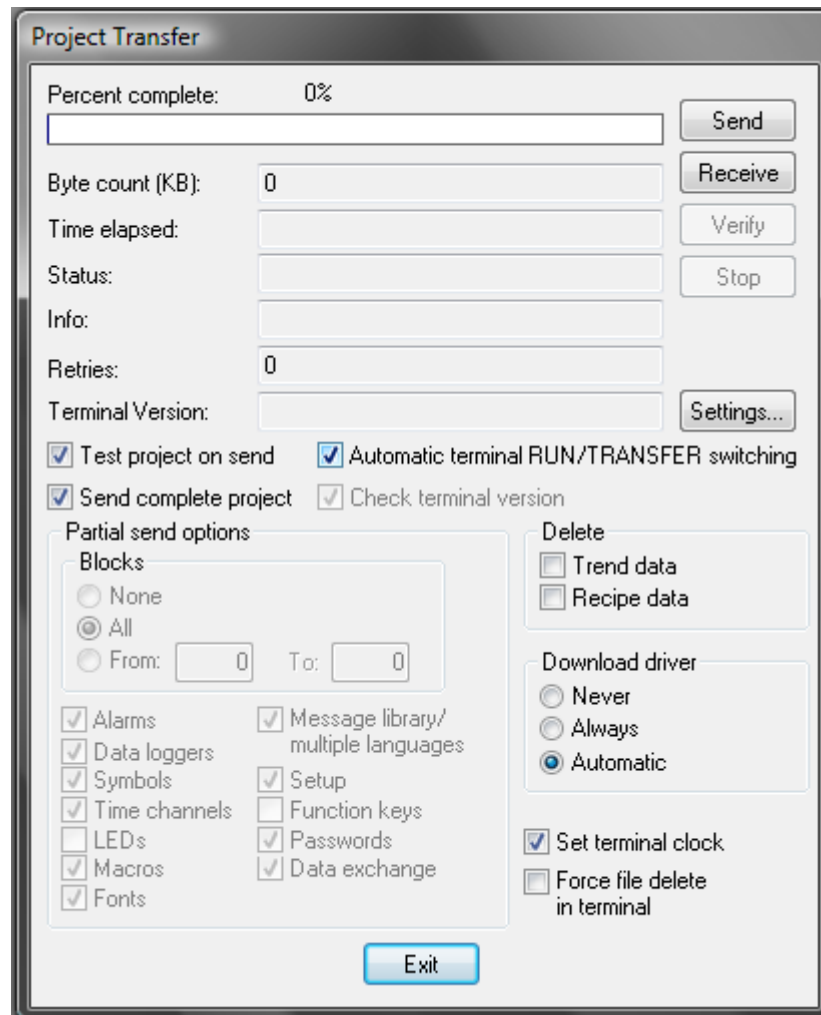 Project Transfer
Percent complete: 0%
Send
Byte count (KB): 0
Receive
Time elapsed:
Verify
Status:
Stop
Info:
Retries: 0
Terminal Version:
Settings...
Test project on send
Automatic terminal RUN/TRANSFER switching
Send complete project
Check terminal version
Partial send options
Blocks
None
All
From: 0 To: 0
Alarms
Data loggers
Symbols
Time channels
LEDs
Macros
Fonts
Message library/
multiple languages
Setup
Function keys
Passwords
Data exchange
Delete
Trend data
Recipe data
Download driver
Never
Always
Automatic
Set terminal clock
Force file delete
in terminal
Exit